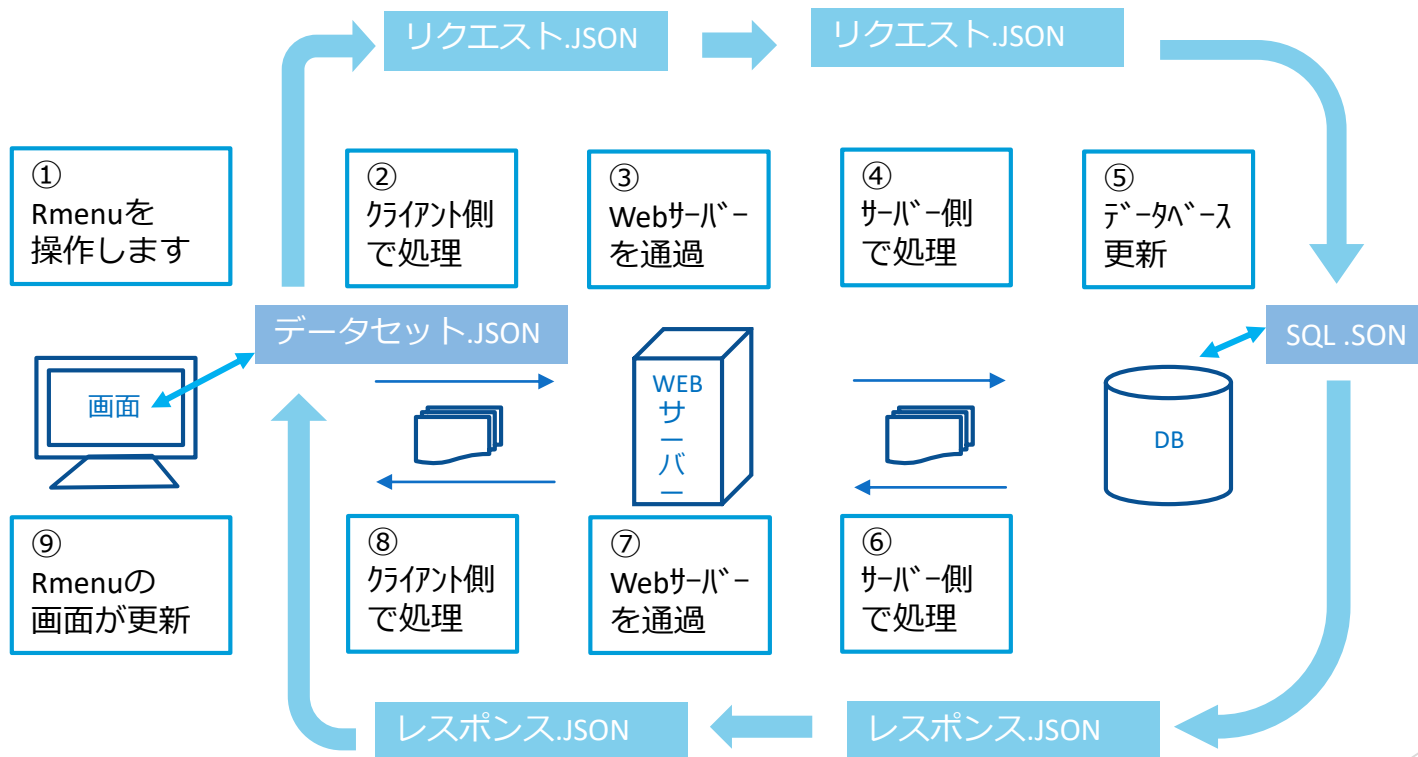 リクエスト.JSON
リクエスト.JSON
①
Rmenuを
操作します
②
ｸﾗｲｱﾝﾄ側
で処理
③
Webｻｰﾊﾞｰ
を通過
④
ｻｰﾊﾞｰ側
で処理
⑤
ﾃﾞｰﾀﾍﾞｰｽ
更新
データセット.JSON
SQL .SON
画面
WEB
サーバー
DB
⑨
Rmenuの
画面が更新
⑧
ｸﾗｲｱﾝﾄ側
で処理
⑦
Webｻｰﾊﾞｰ
を通過
⑥
ｻｰﾊﾞｰ側
で処理
レスポンス.JSON
レスポンス.JSON